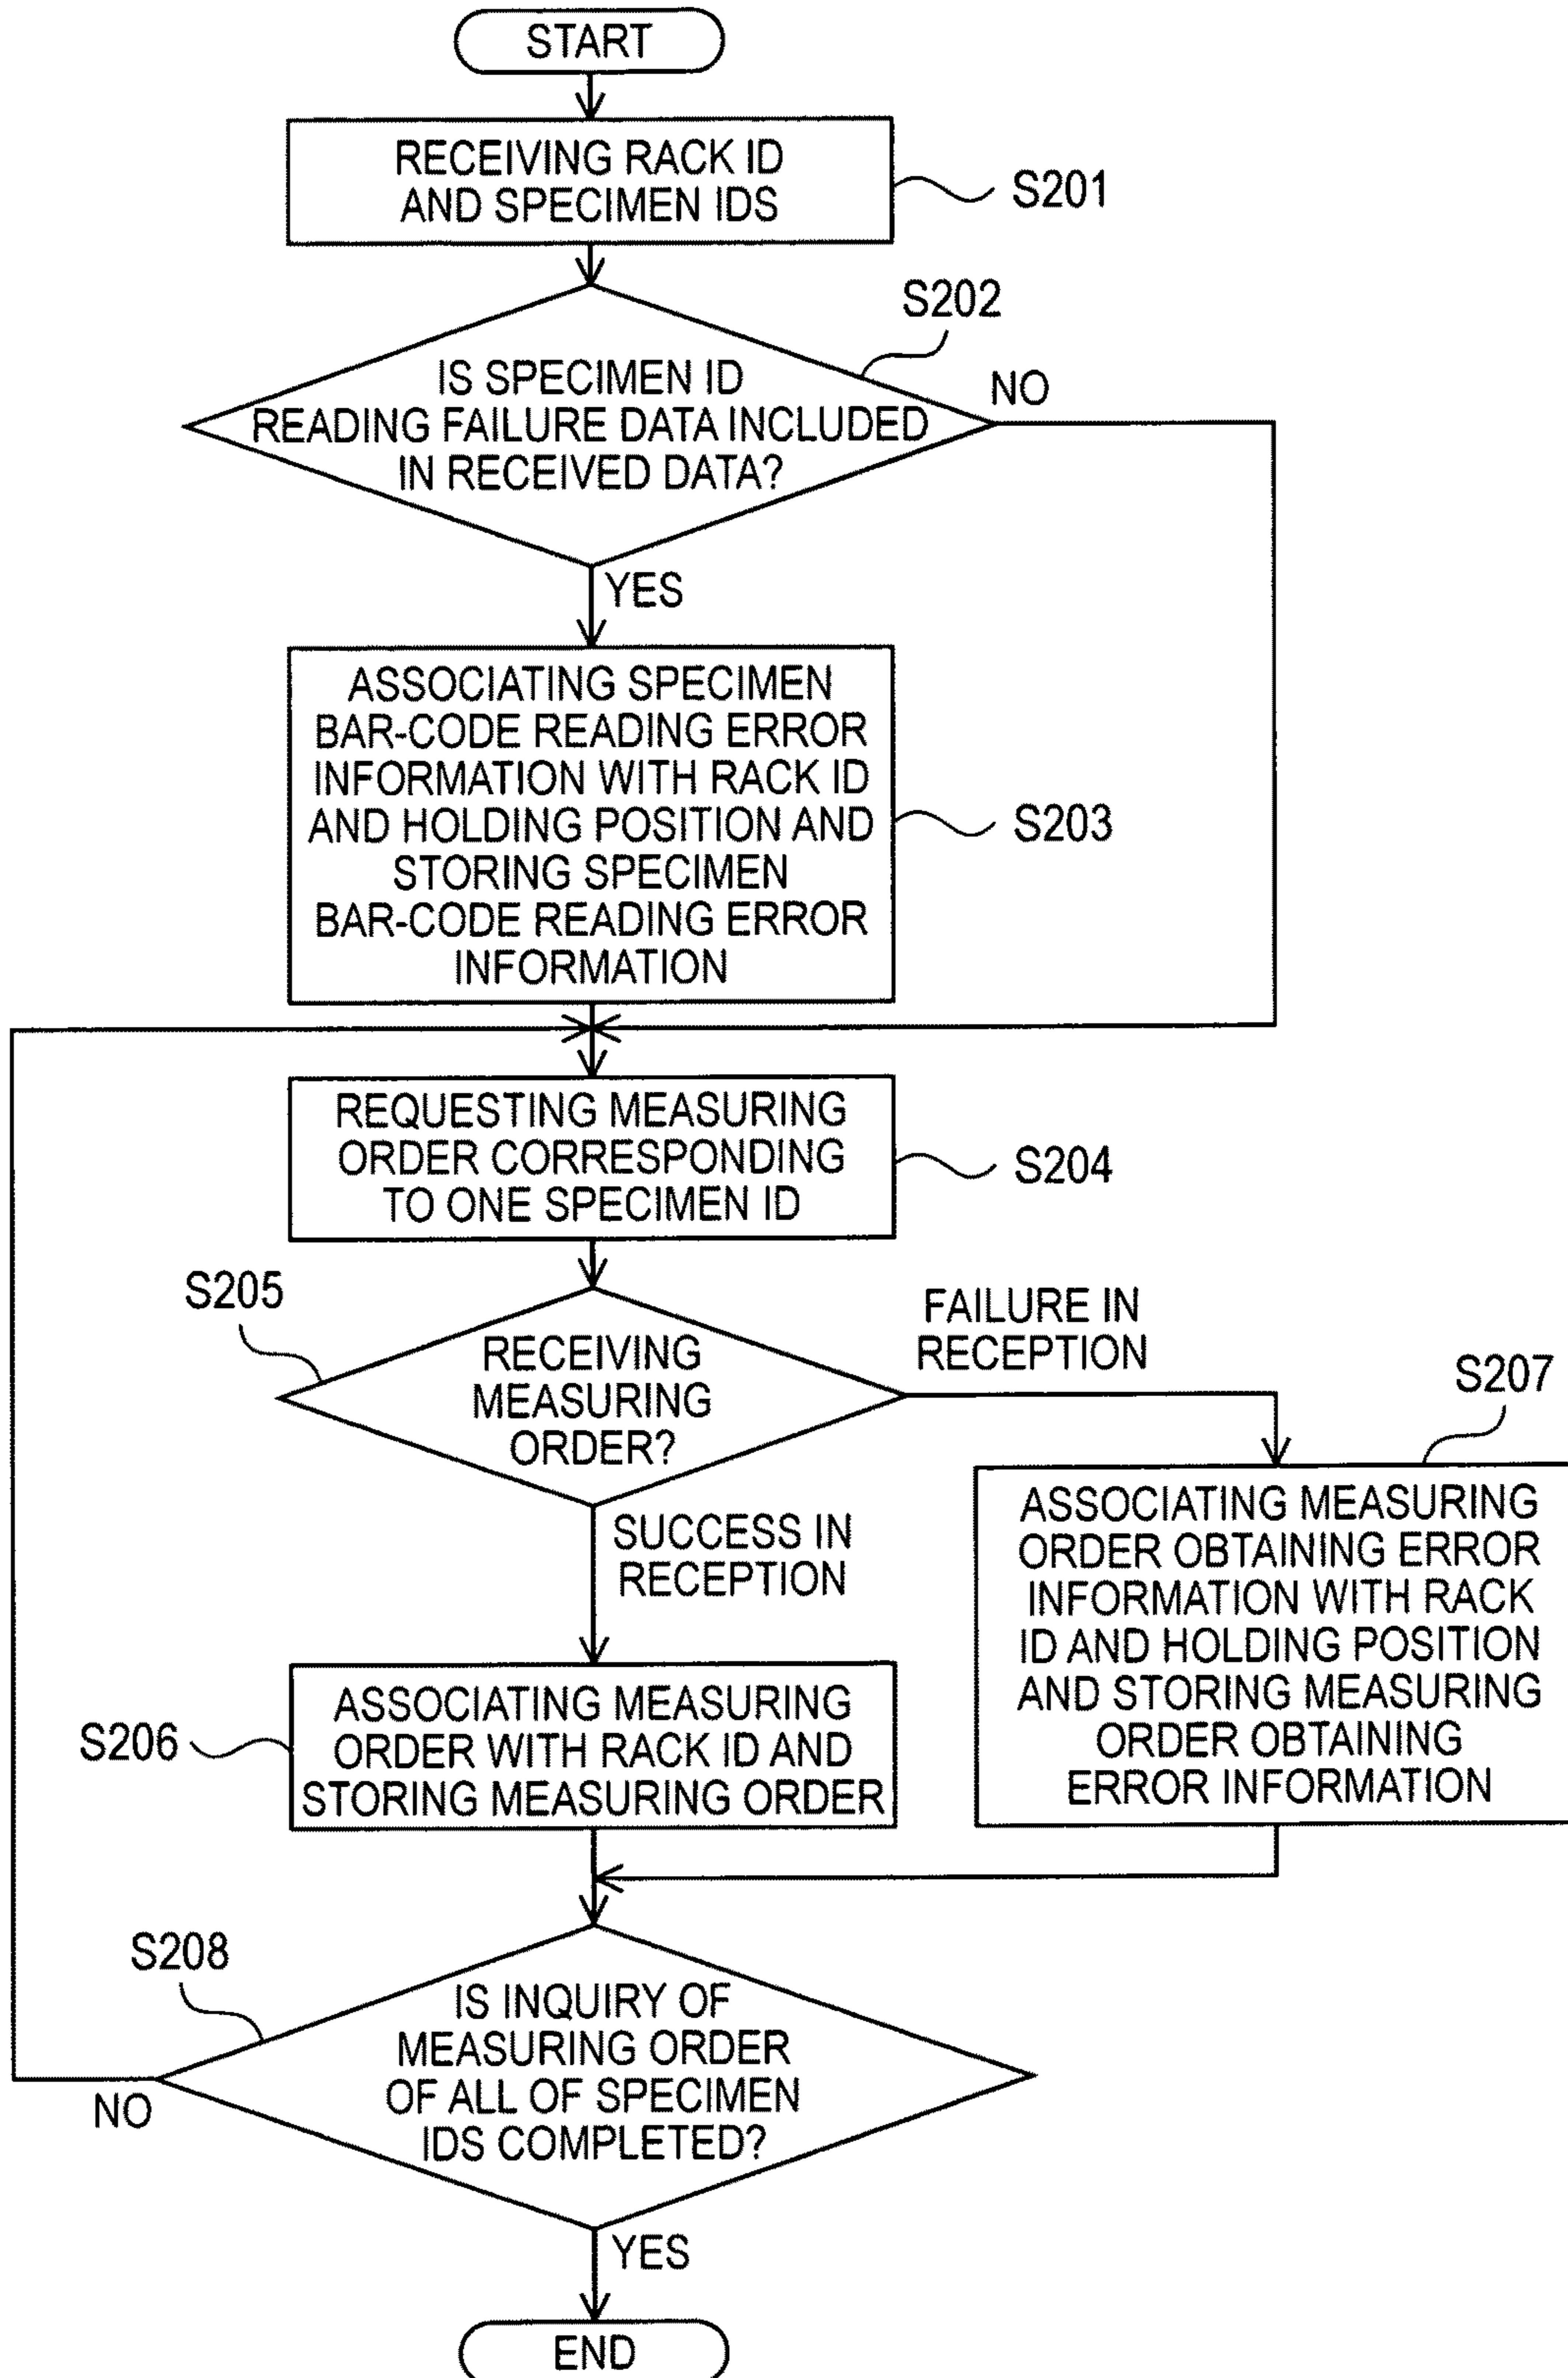 START
RECEIVING RACK ID
AND SPECIMEN IDS
S201
S202
IS SPECIMEN ID
READING FAILURE DATA INCLUDED
IN RECEIVED DATA?
NO
YES
ASSOCIATING SPECIMEN
BAR-CODE READING ERROR
INFORMATION WITH RACK ID
AND HOLDING POSITION AND
STORING SPECIMEN
BAR-CODE READING ERROR
INFORMATION
S203
REQUESTING MEASURING
ORDER CORRESPONDING
TO ONE SPECIMEN ID
S204
S205
RECEIVING
MEASURING
ORDER?
FAILURE IN
RECEPTION
SUCCESS IN
RECEPTION
S207
ASSOCIATING MEASURING
ORDER OBTAINING ERROR
INFORMATION WITH RACK
ID AND HOLDING POSITION
AND STORING MEASURING
ORDER OBTAINING
ERROR INFORMATION
S206
ASSOCIATING MEASURING
ORDER WITH RACK ID AND
STORING MEASURING ORDER
S208
IS INQUIRY OF
MEASURING ORDER
OF ALL OF SPECIMEN
IDS COMPLETED?
NO
YES
END